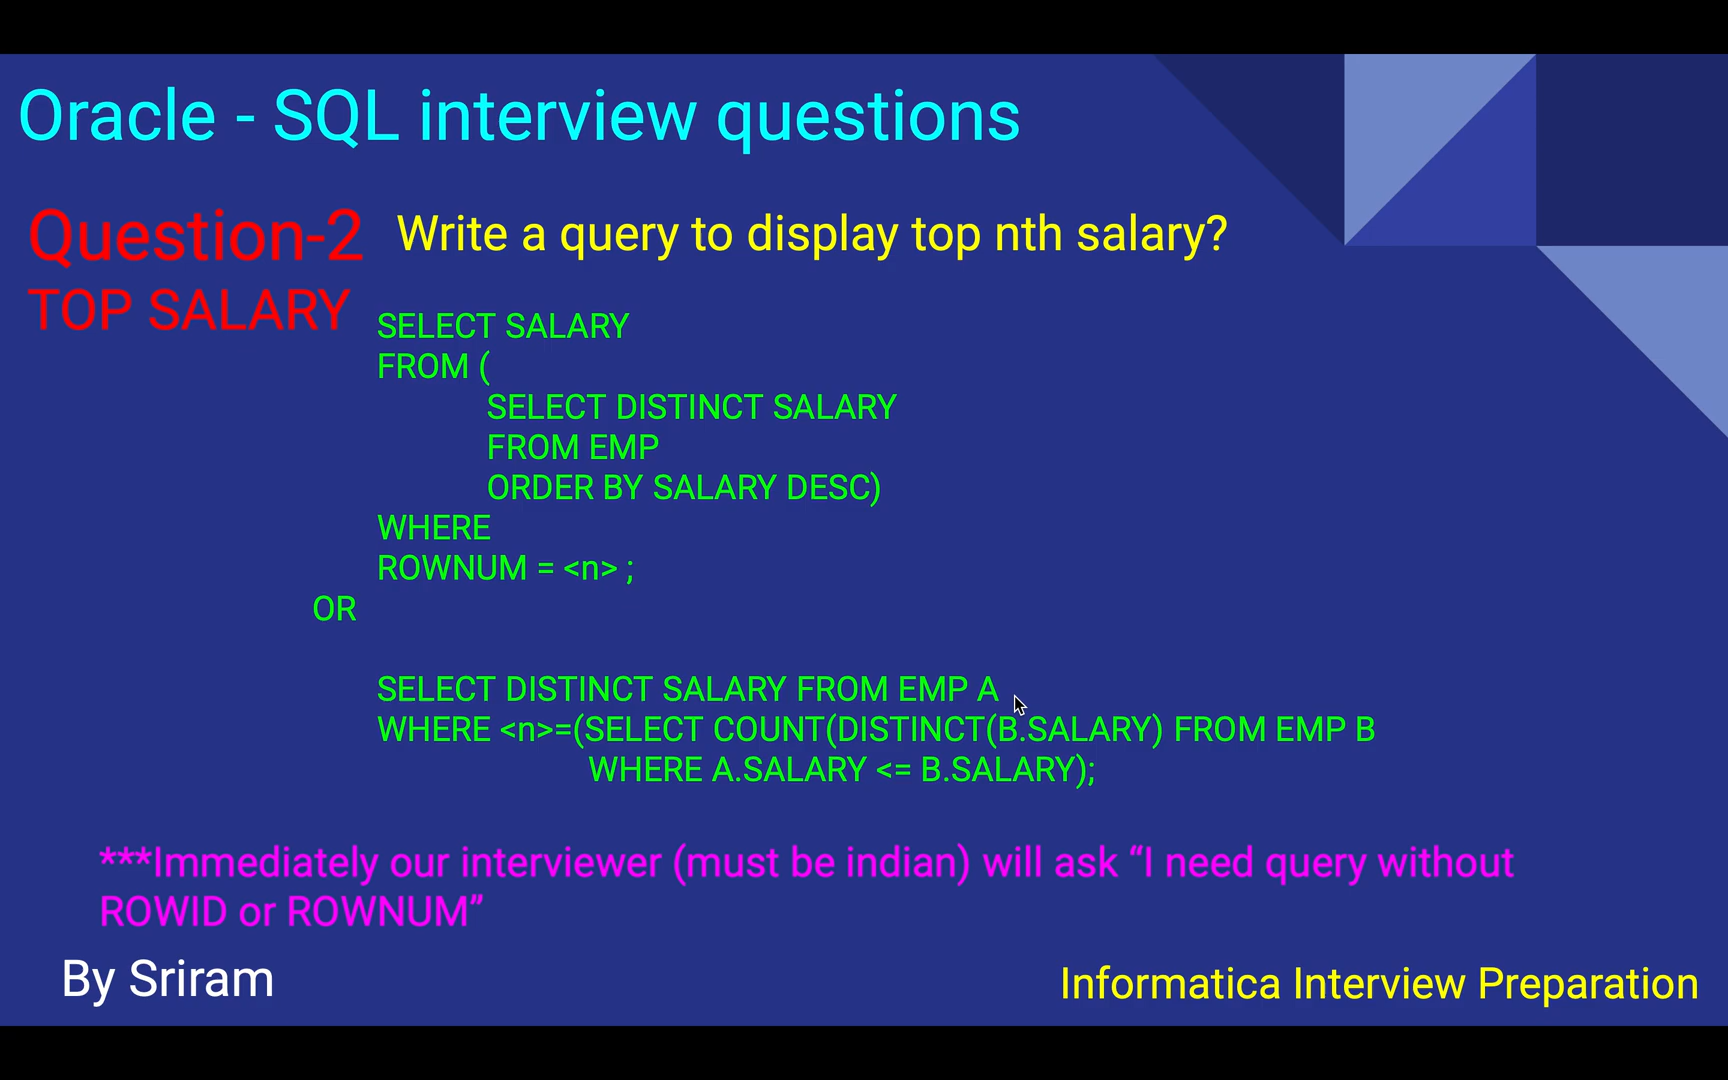 Oracle - SQL interview questions
Question-2
Write a query to display top nth salary?
TOP SALARY
SELECT SALARY
FROM (
SELECT DISTINCT SALARY
FROM EMP
ORDER BY SALARY DESC)
WHERE
ROWNUM = <n> ;
OR
SELECT DISTINCT SALARY FROM EMP A
WHERE <n>=(SELECT COUNT(DISTINCT(B.SALARY) FROM EMP B
WHERE A.SALARY <= B.SALARY);
***Immediately our interviewer (must be indian) will ask “I need query without
ROWID or ROWNUM”
By Sriram
Informatica Interview Preparation